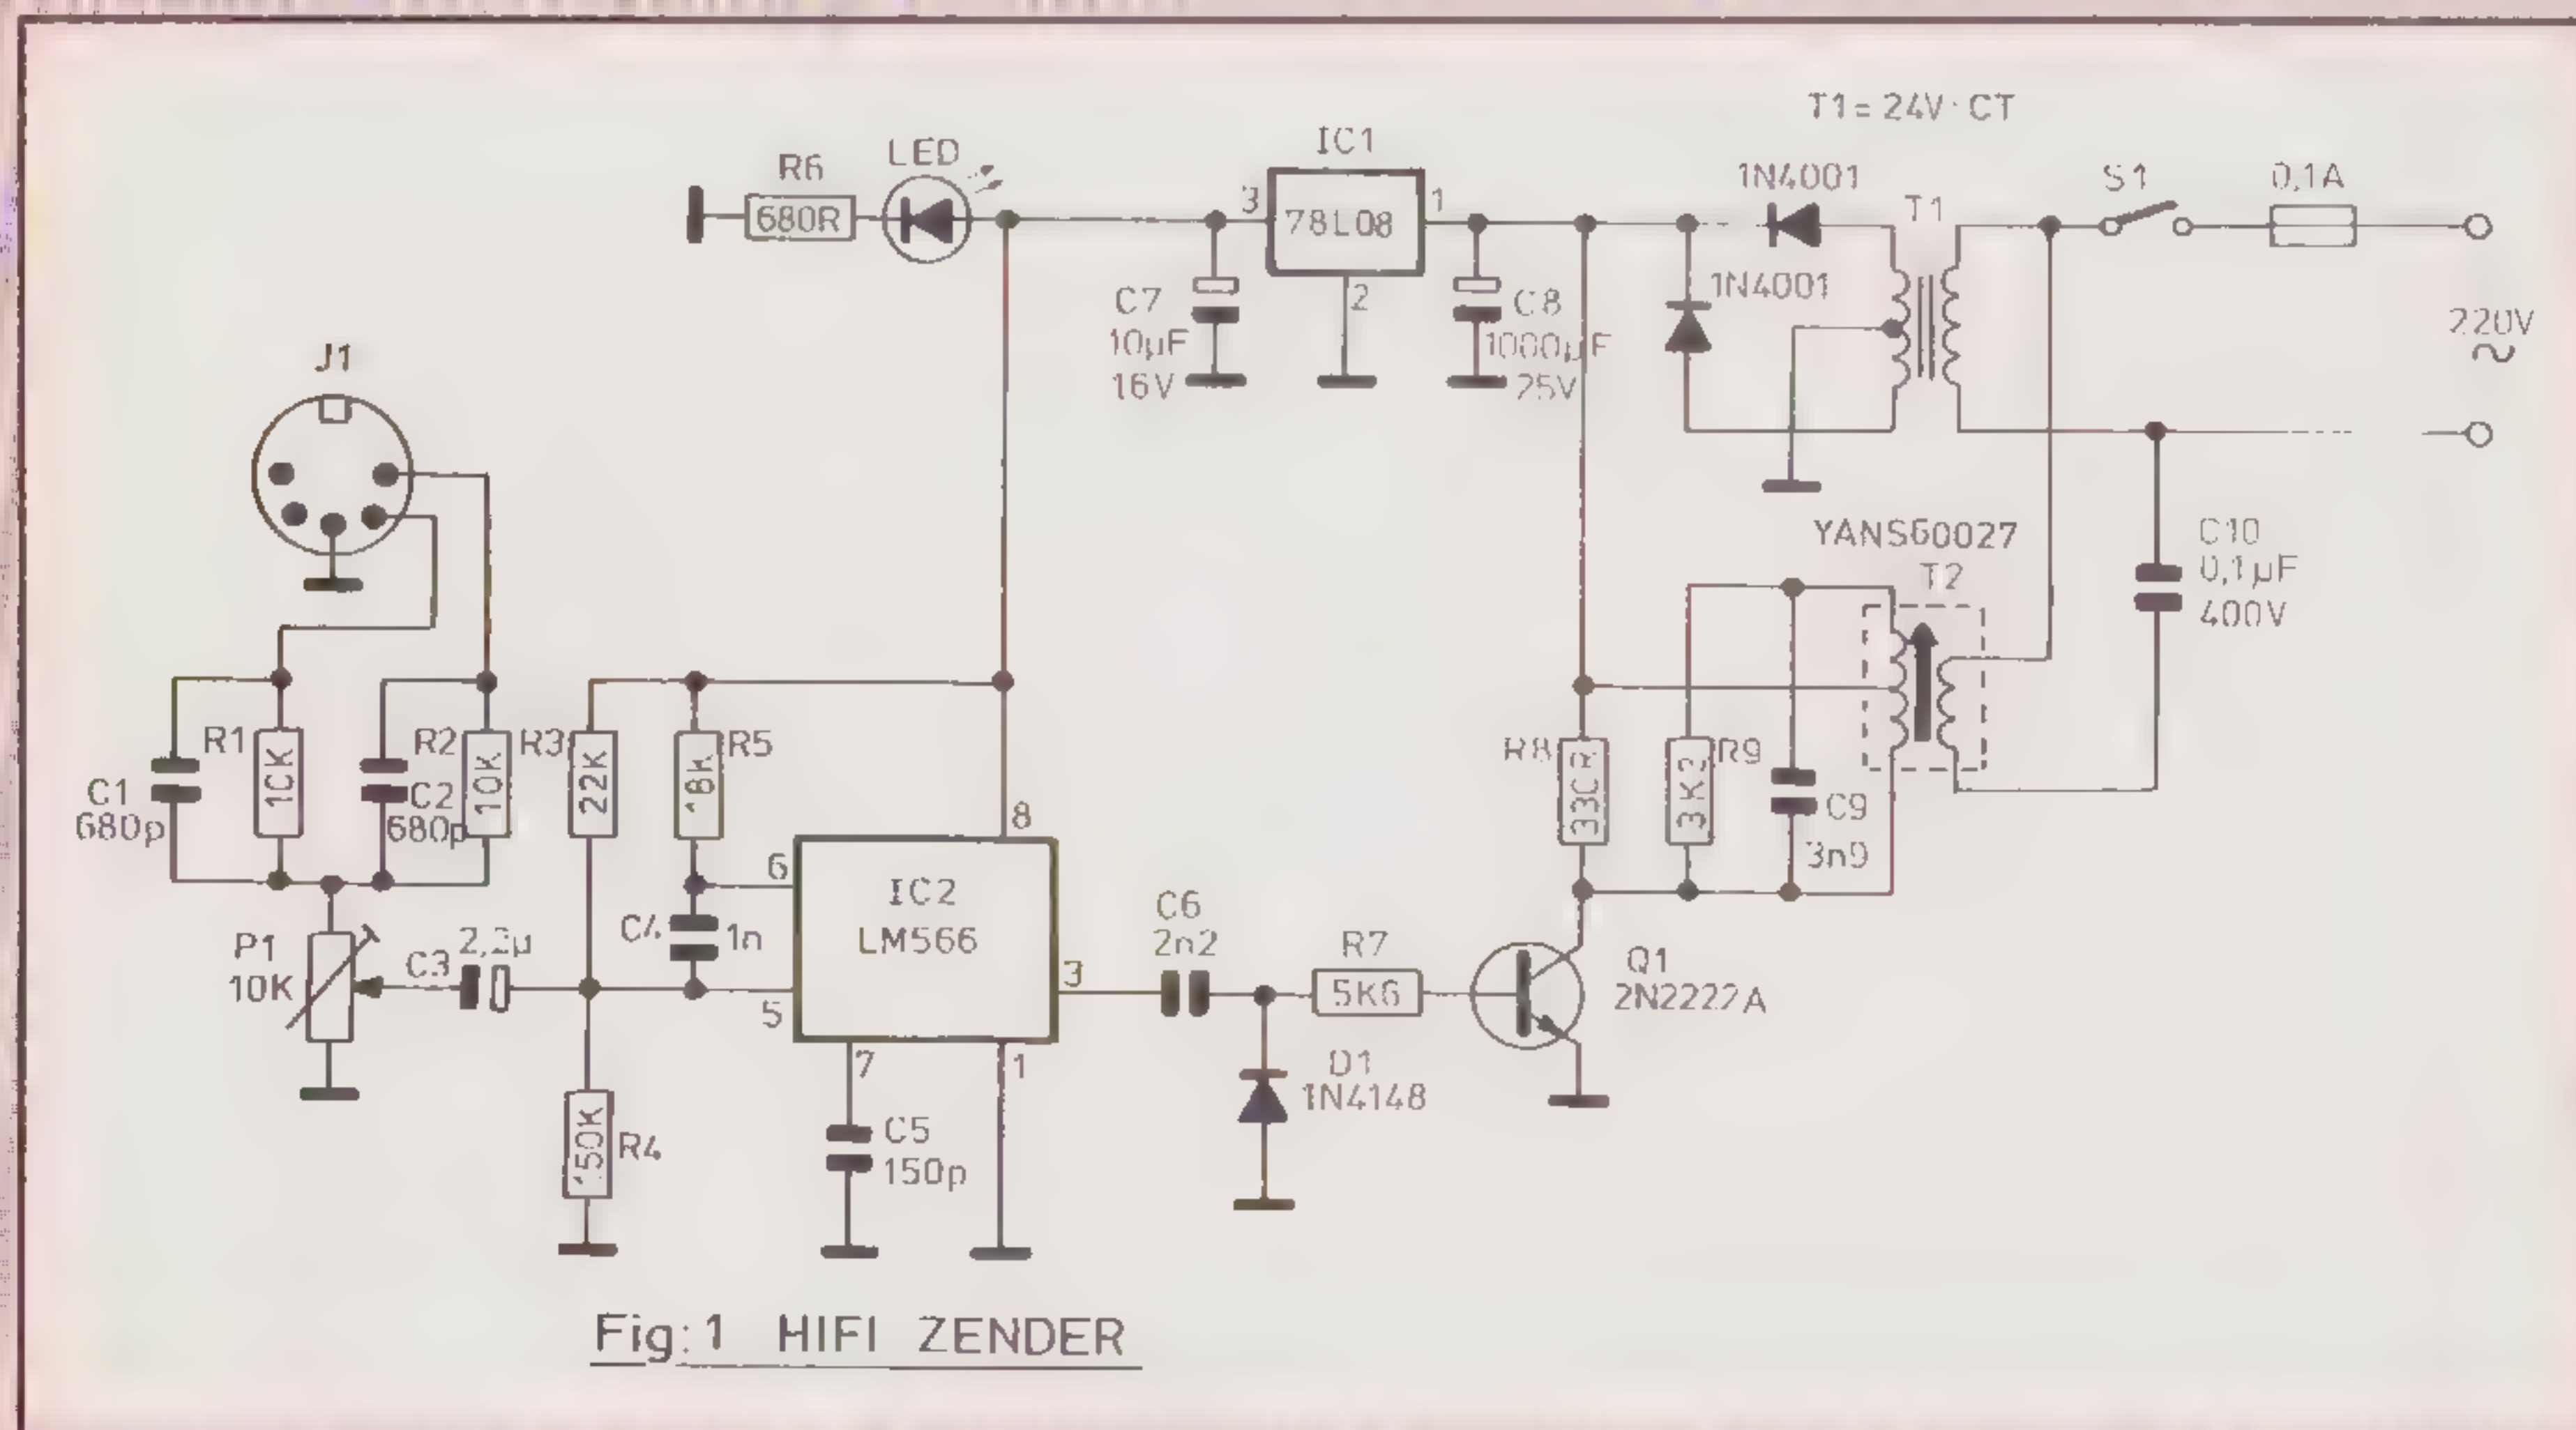 T1 = 24V · CT
IC1
LED
R6
680R
3
78L08
1
2
1N4001
1N4001
T1
S1
0,1A
220V
~
C7
10µF
16V
C8
1000µF
25V
J1
YANS60027
T2
C10
0,1µF
400V
R1
10K
R2
10K
R3
22K
R5
18K
C1
680p
C2
680p
R8
330R
R9
3K3
C9
3n9
8
6
IC2
LM566
3
5
7
1
C4
1n
P1
10K
C3
2,2µ
C6
2n2
R7
5K6
Q1
2N2222A
D1
1N4148
C5
150p
150K
R4
Fig:1 HIFI ZENDER